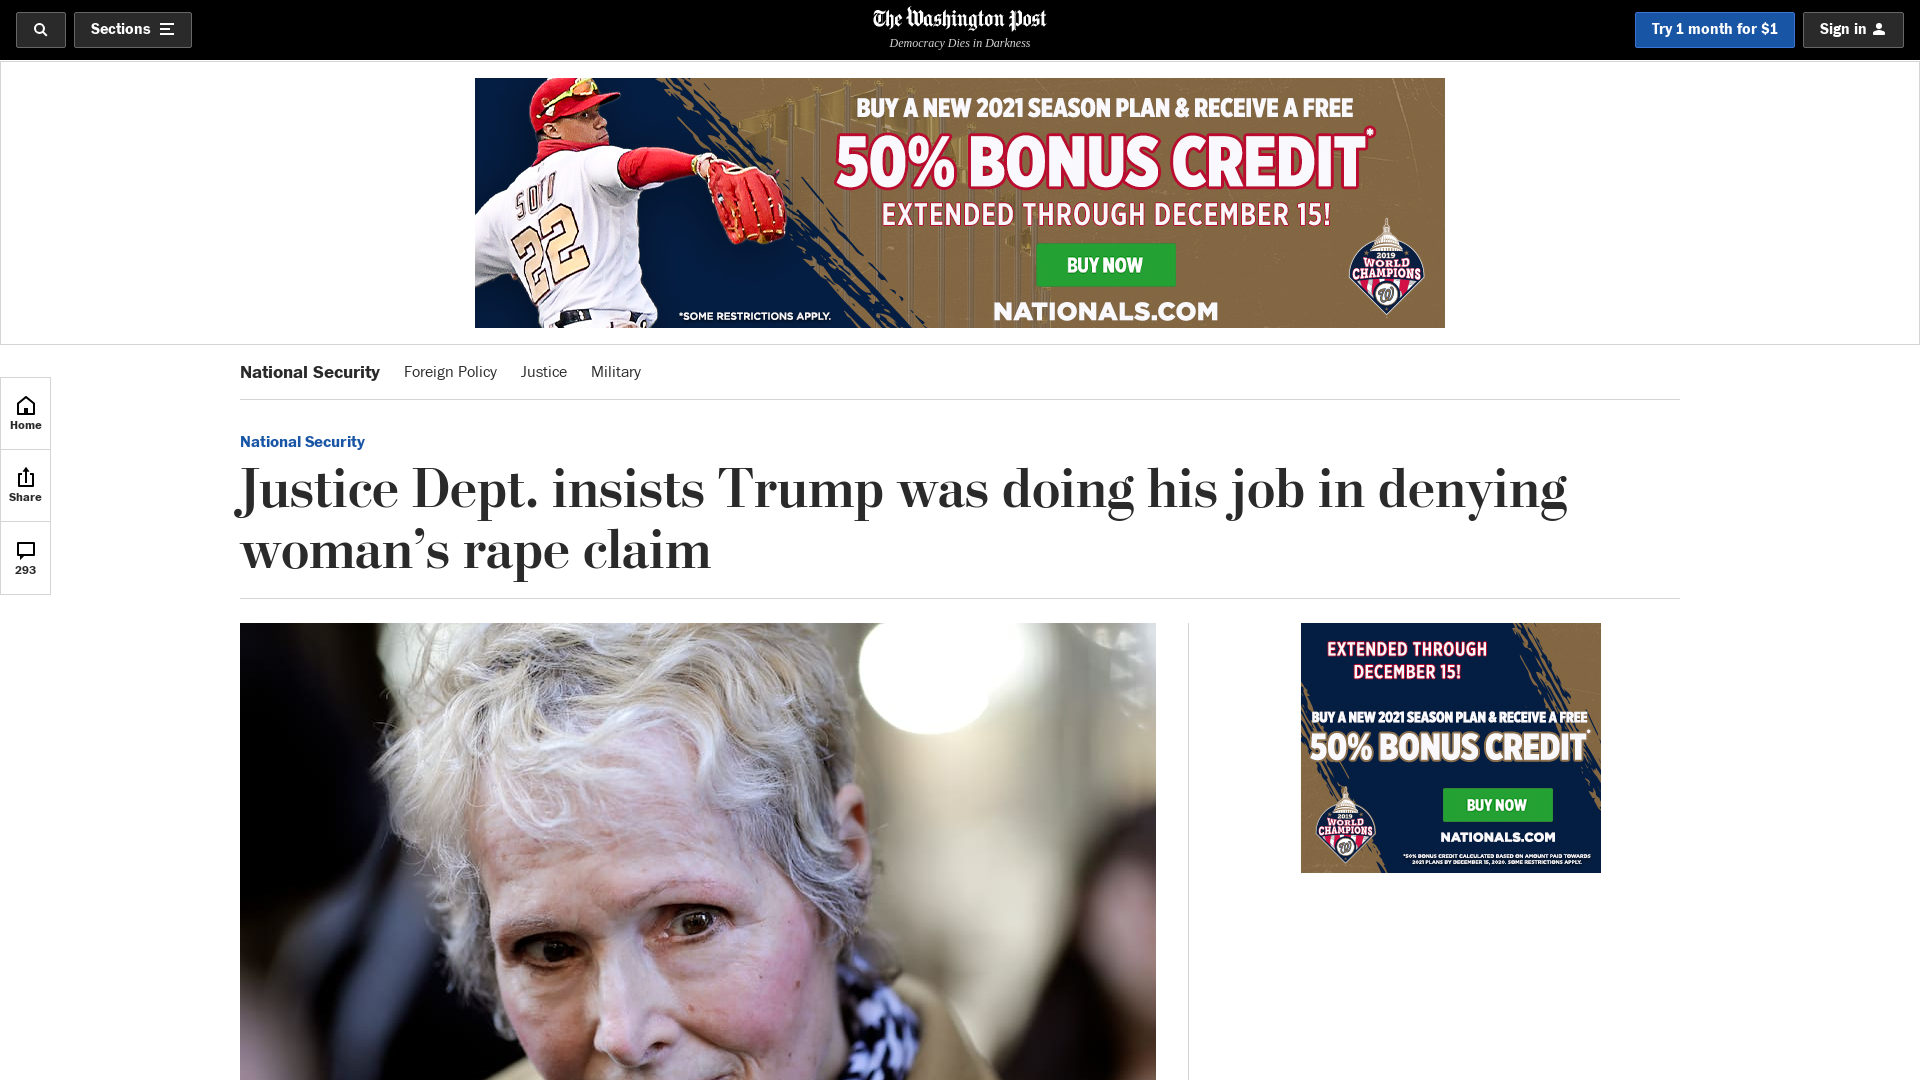 Sections
The Washington Post
Democracy Dies in Darkness
Try 1 month for $1
Sign in
BUY A NEW 2021 SEASON PLAN & RECEIVE A FREE
50% BONUS CREDIT*
EXTENDED THROUGH DECEMBER 15!
BUY NOW
NATIONALS.COM
*SOME RESTRICTIONS APPLY.
SOTO
22
2019
WORLD
CHAMPIONS
W
National Security
Foreign Policy
Justice
Military
Home
Share
293
National Security
Justice Dept. insists Trump was doing his job in denying
woman’s rape claim
EXTENDED THROUGH
DECEMBER 15!
BUY A NEW 2021 SEASON PLAN & RECEIVE A FREE
50% BONUS CREDIT*
BUY NOW
NATIONALS.COM
2019
WORLD
CHAMPIONS
W
*50% BONUS CREDIT CALCULATED BASED ON AMOUNT PAID TOWARDS
2021 PLANS BY DECEMBER 15, 2020. SOME RESTRICTIONS APPLY.